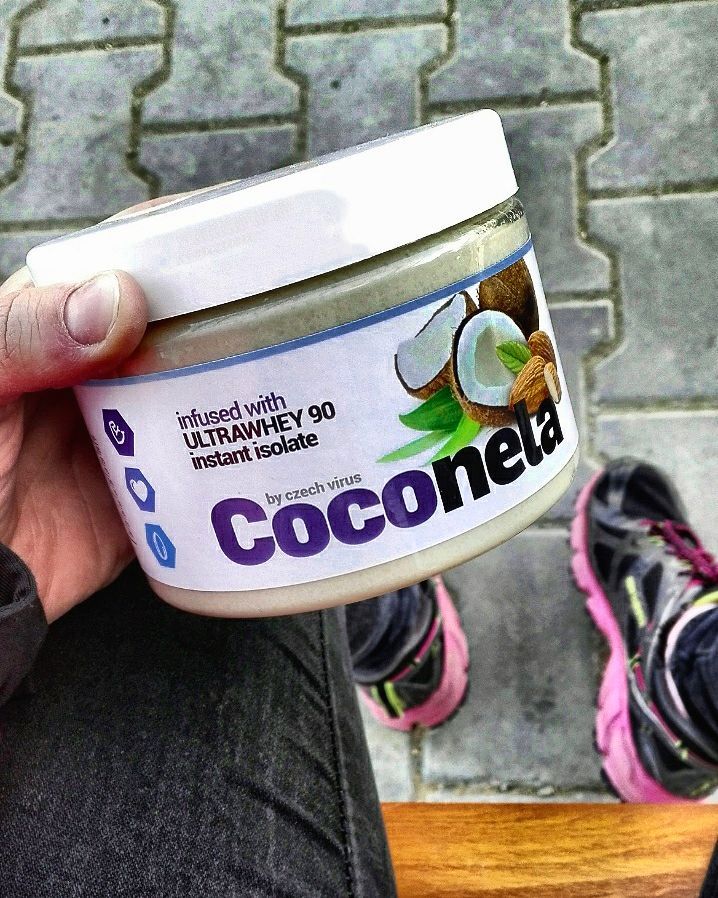 infused with
ULTRAWHEY 90
instant isolate
by czech virus
Coconela